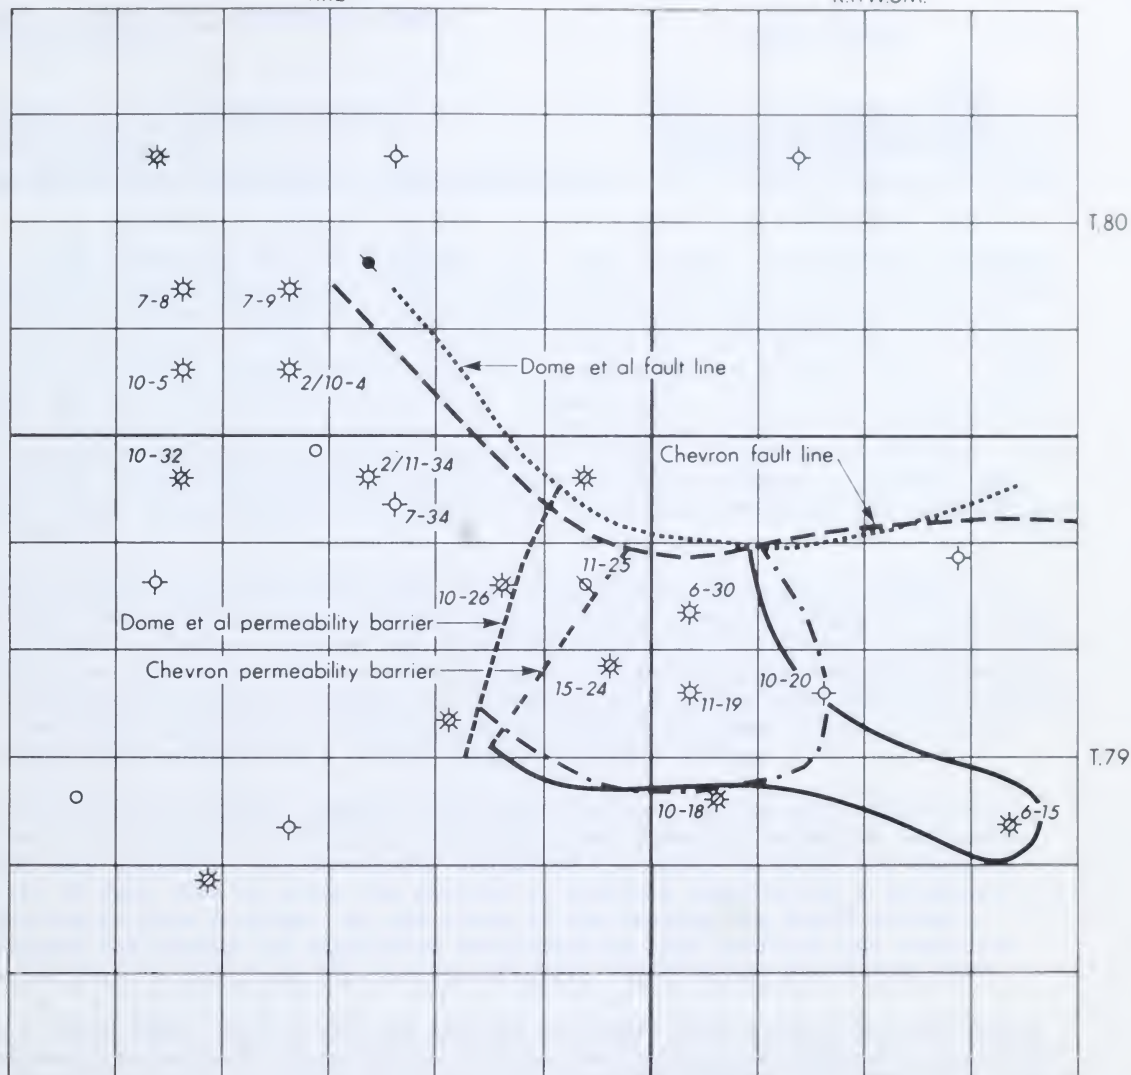 R.11 W.6M.
T.80
7-8
7-9
Dome et al fault line
10-5
2/10-4
Chevron fault line
10-32
2/11-34
7-34
11-25
10-26
6-30
Dome et al permeability barrier
Chevron permeability barrier
15-24
10-20
11-19
T.79
10-18
6-15